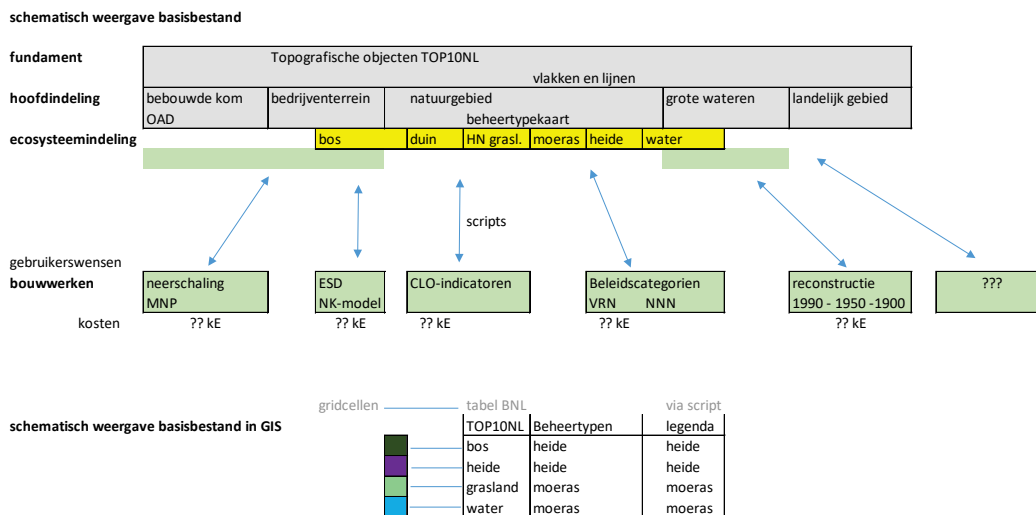 schematisch weergave basisbestand
fundament Topografische objecten TOP10NL
vlakken en lijnen
hoofdindeling bebouwde kom bedrijventerrein natuurgebied grote wateren landelijk gebied
OAD beheertypekaart
ecosysteemindeling bos duin HN grasl. moeras heide water
scripts
gebruikerswensen
bouwwerken neerschaling ESD CLO-indicatoren Beleidscategorien reconstructie ???
MNP NK-model VRN NNN 1990 - 1950 -1900
kosten ?? kE ?? kE ?? kE ?? kE ?? kE
gridcellen tabel BNL via script
schematisch weergave basisbestand in GIS TOP10NL Beheertypen legenda
bos heide heide
heide heide heide
grasland moeras moeras
water moeras moeras